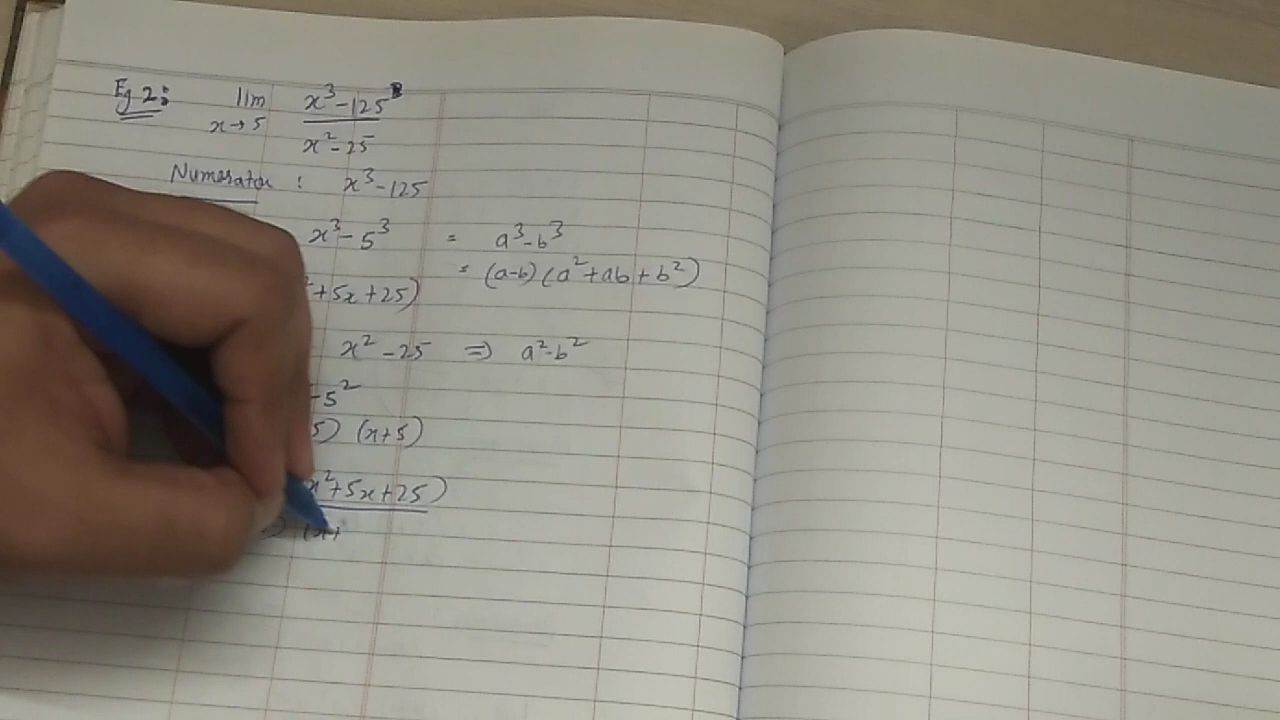 Eg 2:
lim x³-125
x→5 x²-25
Numerator : x³-125
x³-5³ = a³-b³
= (a-b)(a²+ab+b²)
+5x+25)
x²-25 ⇒ a²-b²
-5²
5) (x+5)
x²+5x+25)
(x+